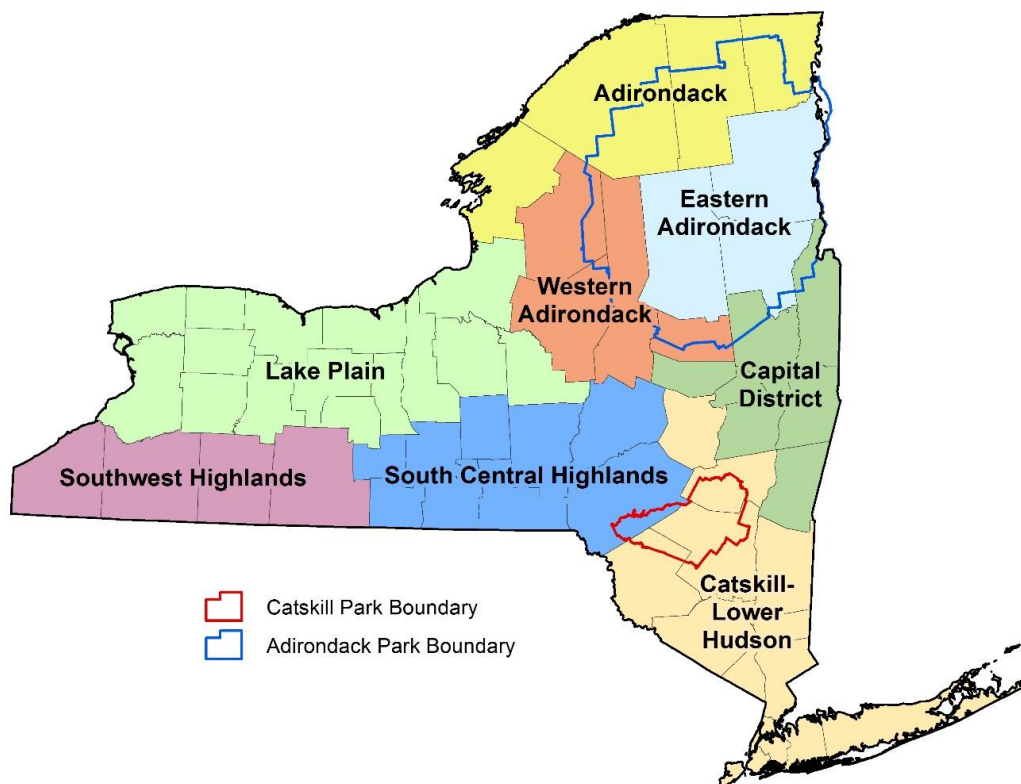 Adirondack
Eastern
Adirondack
Western
Adirondack
Lake Plain
Capital
District
Southwest Highlands
South Central Highlands
Catskill-
Lower
Hudson
Catskill Park Boundary
Adirondack Park Boundary